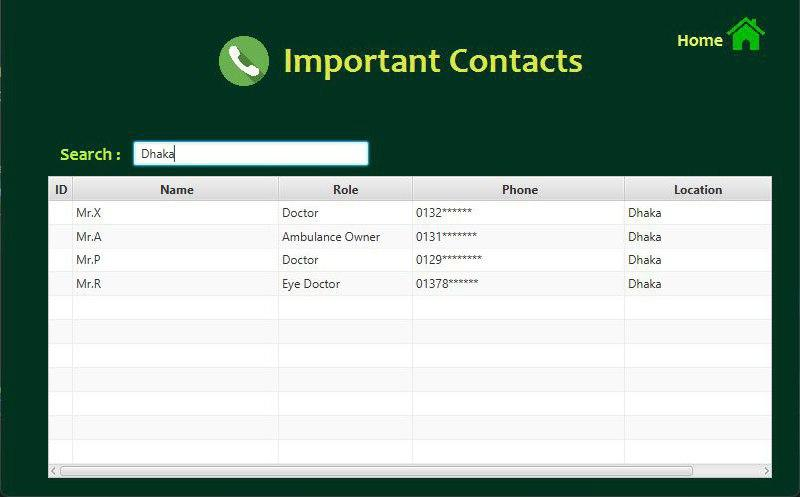 Home
Important Contacts
Search : Dhaka
ID Name Role Phone Location
Mr.X Doctor 0132****** Dhaka
Mr.A Ambulance Owner 0131******* Dhaka
Mr.P Doctor 0129******** Dhaka
Mr.R Eye Doctor 01378****** Dhaka